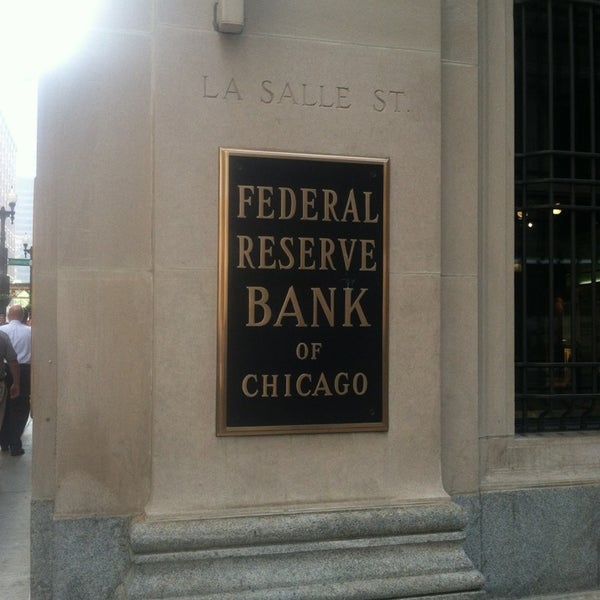 LA SALLE ST.
FEDERAL
RESERVE
BANK
OF
CHICAGO